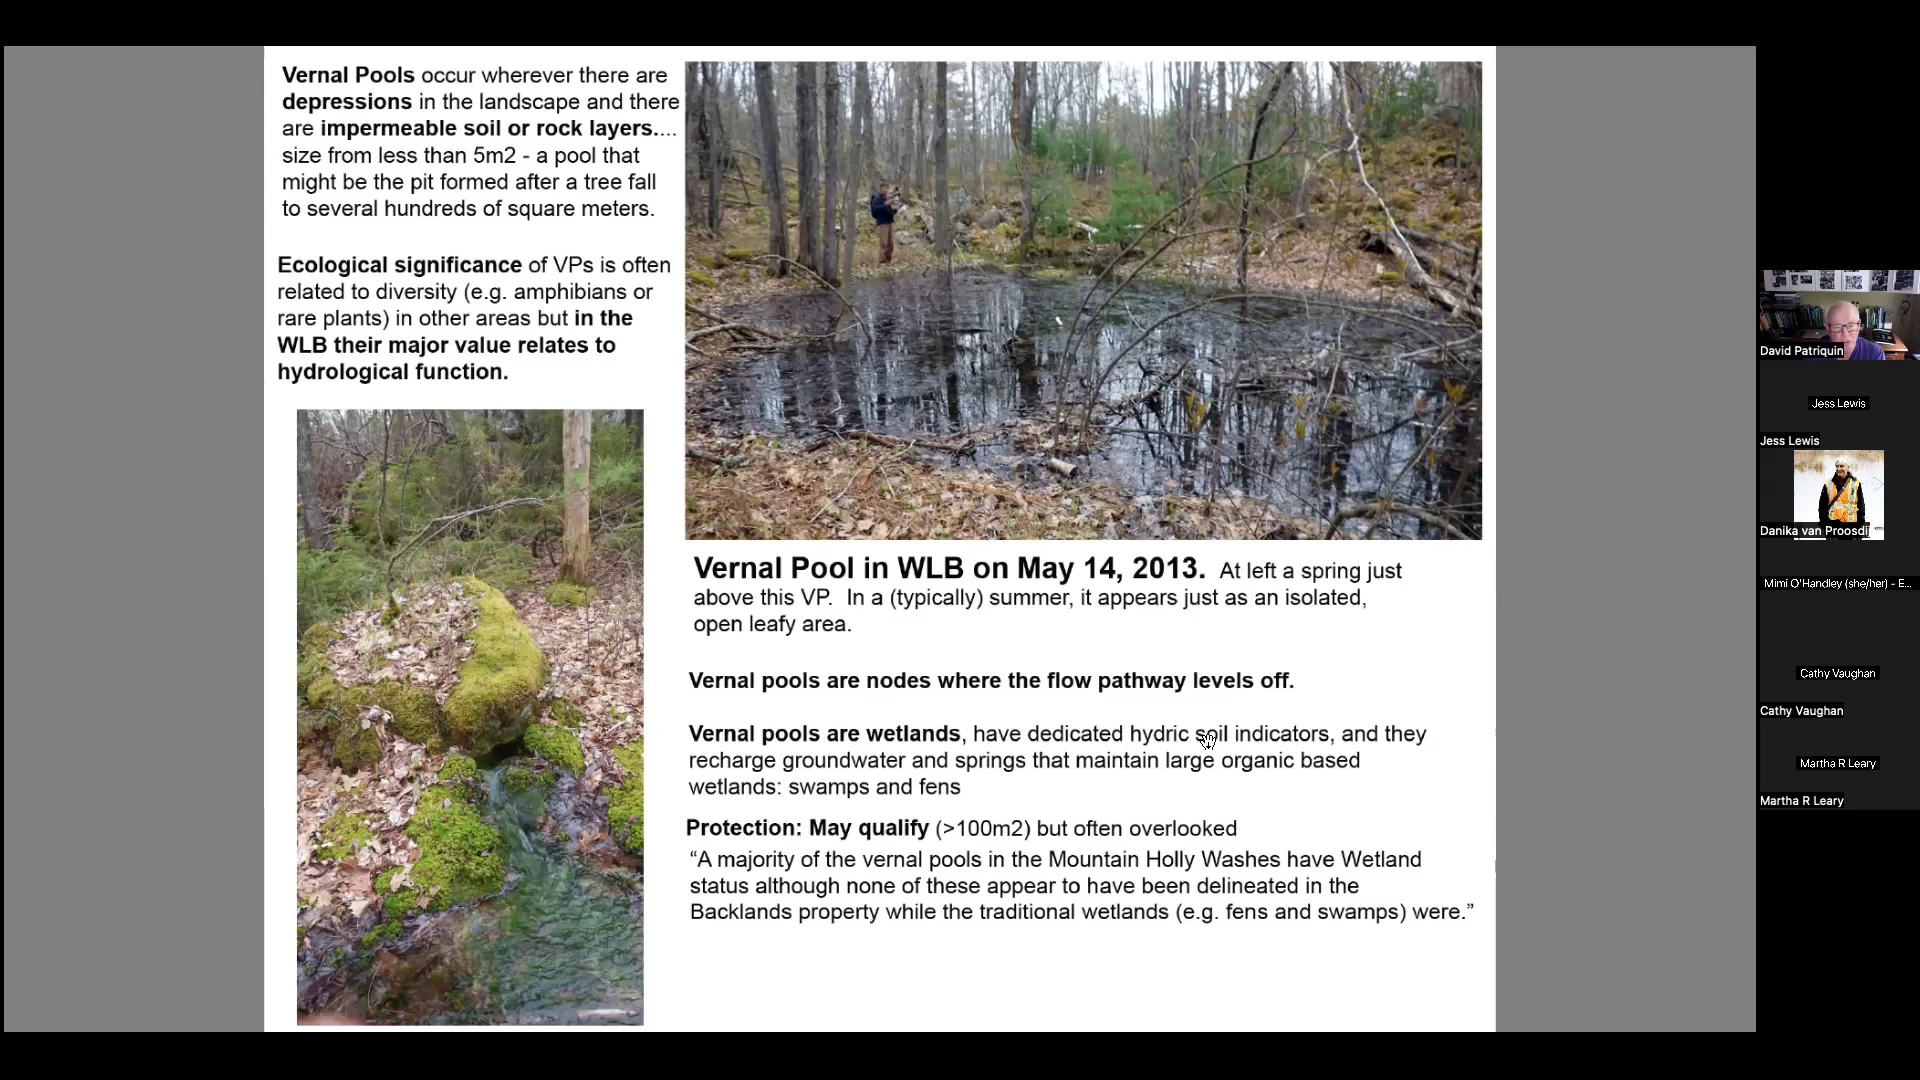 Vernal Pools occur wherever there are
depressions in the landscape and there
are impermeable soil or rock layers....
size from less than 5m2 - a pool that
might be the pit formed after a tree fall
to several hundreds of square meters.
Ecological significance of VPs is often
related to diversity (e.g. amphibians or
rare plants) in other areas but in the
WLB their major value relates to
hydrological function.
Vernal Pool in WLB on May 14, 2013. At left a spring just
above this VP. In a (typically) summer, it appears just as an isolated,
open leafy area.
Vernal pools are nodes where the flow pathway levels off.
Vernal pools are wetlands, have dedicated hydric soil indicators, and they
recharge groundwater and springs that maintain large organic based
wetlands: swamps and fens
Protection: May qualify (>100m2) but often overlooked
“A majority of the vernal pools in the Mountain Holly Washes have Wetland
status although none of these appear to have been delineated in the
Backlands property while the traditional wetlands (e.g. fens and swamps) were.”
David Patriquin
Jess Lewis
Jess Lewis
Danika van Proosdij
Mimi O'Handley (she/her) - E...
Cathy Vaughan
Cathy Vaughan
Martha R Leary
Martha R Leary